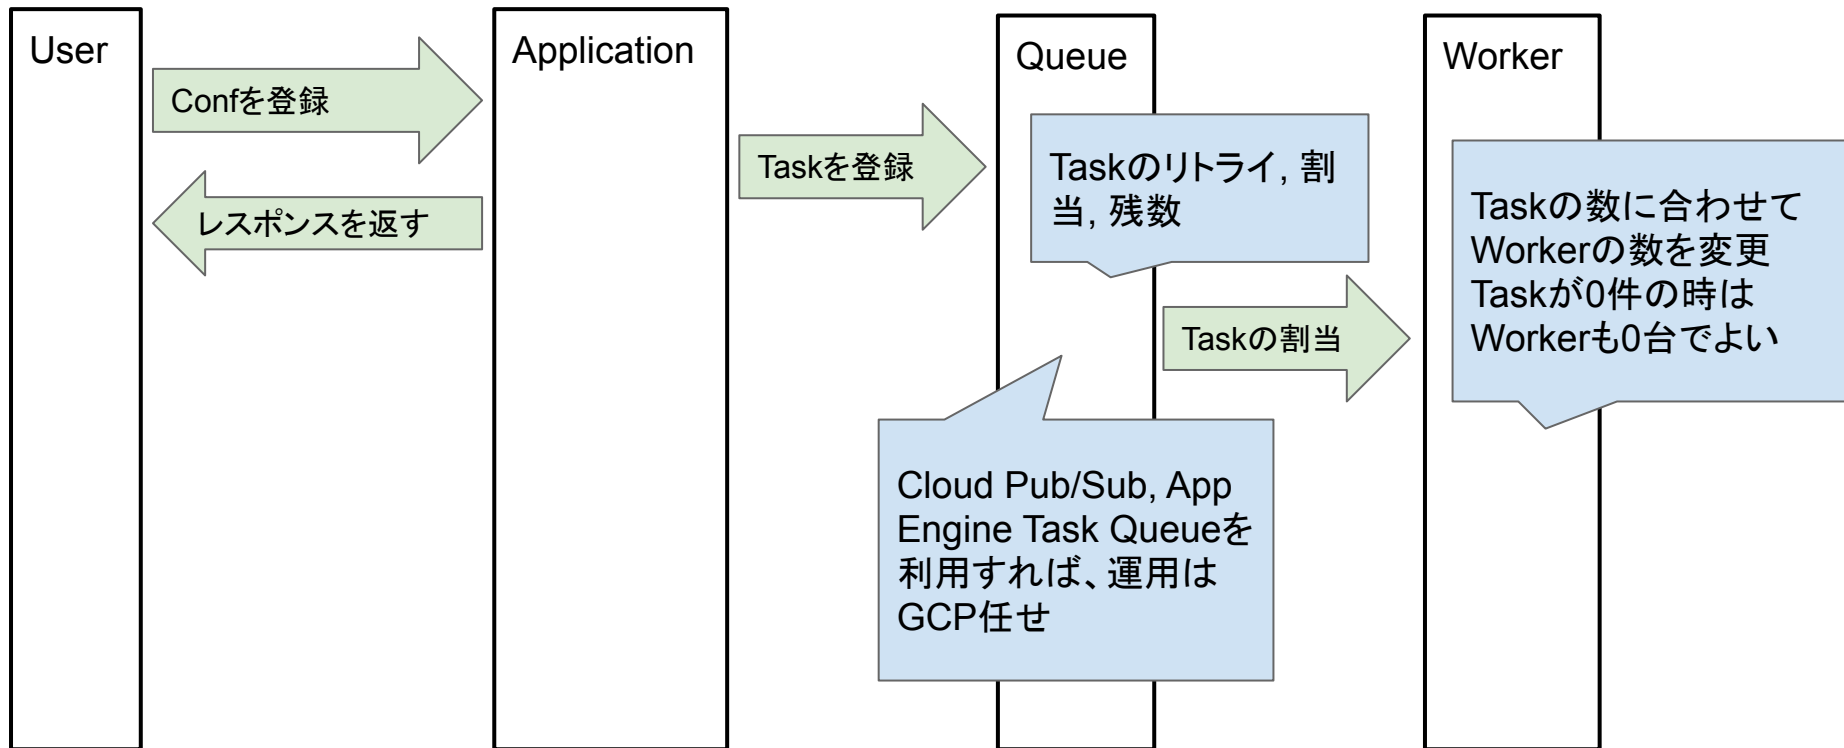 User
Application
Queue
Worker
Confを登録
Taskを登録
レスポンスを返す
Taskのリトライ, 割
当, 残数
Taskの数に合わせて
Workerの数を変更
Taskが0件の時は
Workerも0台でよい
Taskの割当
Cloud Pub/Sub, App
Engine Task Queueを
利用すれば、運用は
GCP任せ